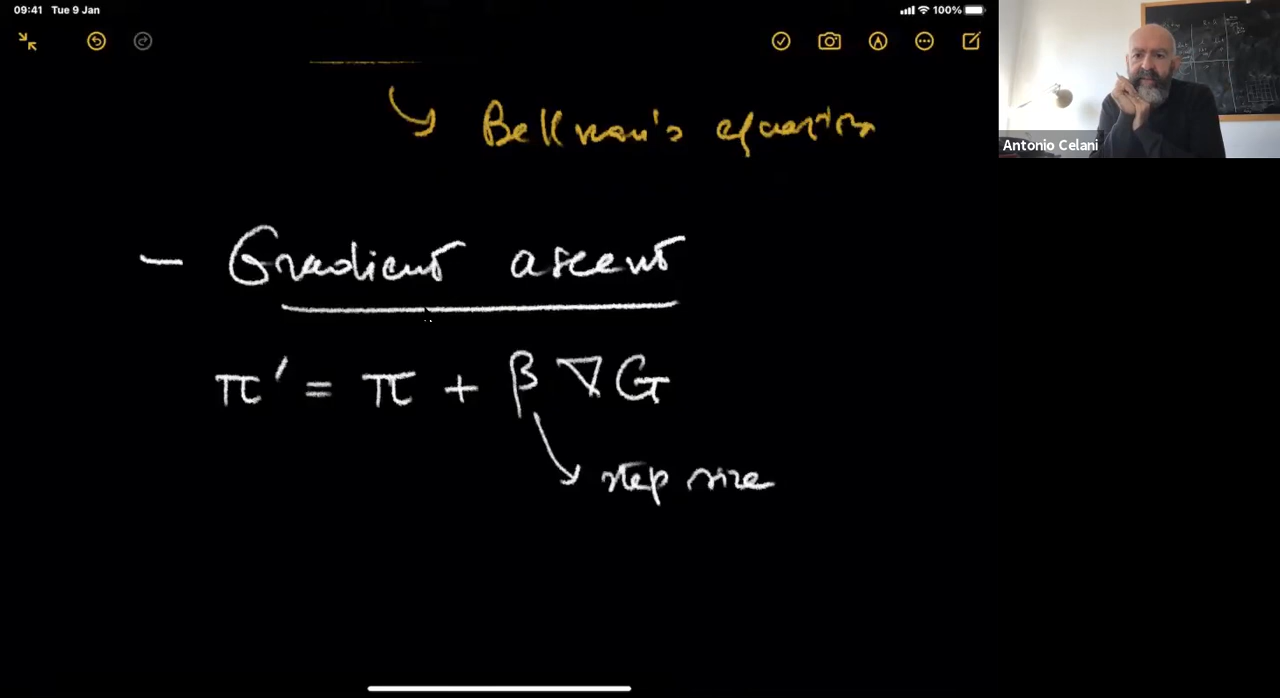 09:41 Tue 9 Jan
100%
Antonio Celani
Bellman's equation
- Gradient ascent
π' = π + β ∇G
step size